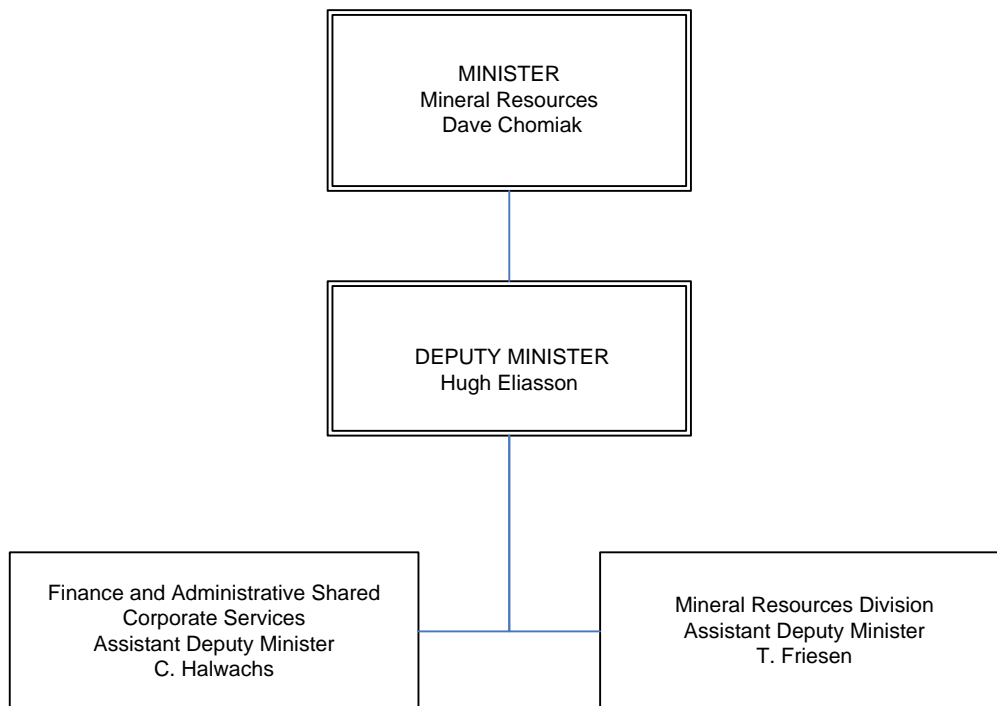 MINISTER
Mineral Resources
Dave Chomiak
DEPUTY MINISTER
Hugh Eliasson
Finance and Administrative Shared
Corporate Services
Assistant Deputy Minister
C. Halwachs
Mineral Resources Division
Assistant Deputy Minister
T. Friesen